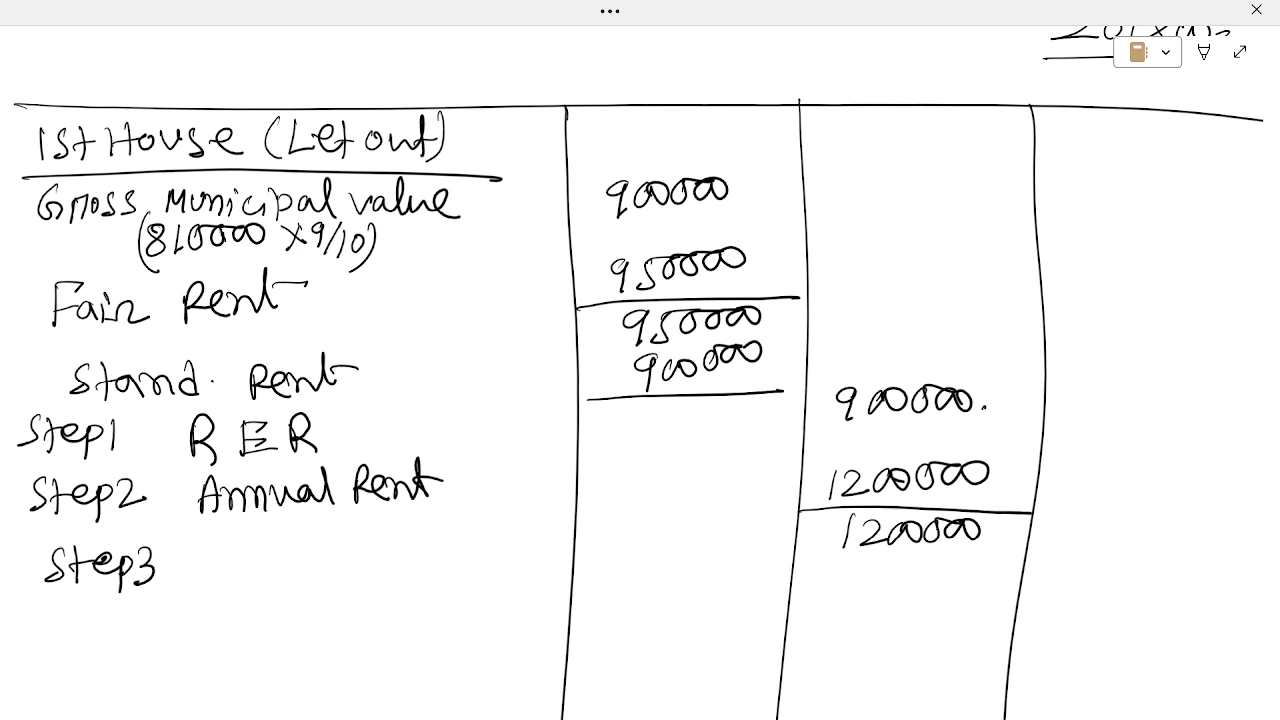 1st House (Let out)
Gross Municipal value 900000
(810000 × 9/10)
Fair Rent 950000
950000
Stand. Rent 900000
Step1 R E R 900000.
Step2 Annual Rent 1200000
1200000
Step3